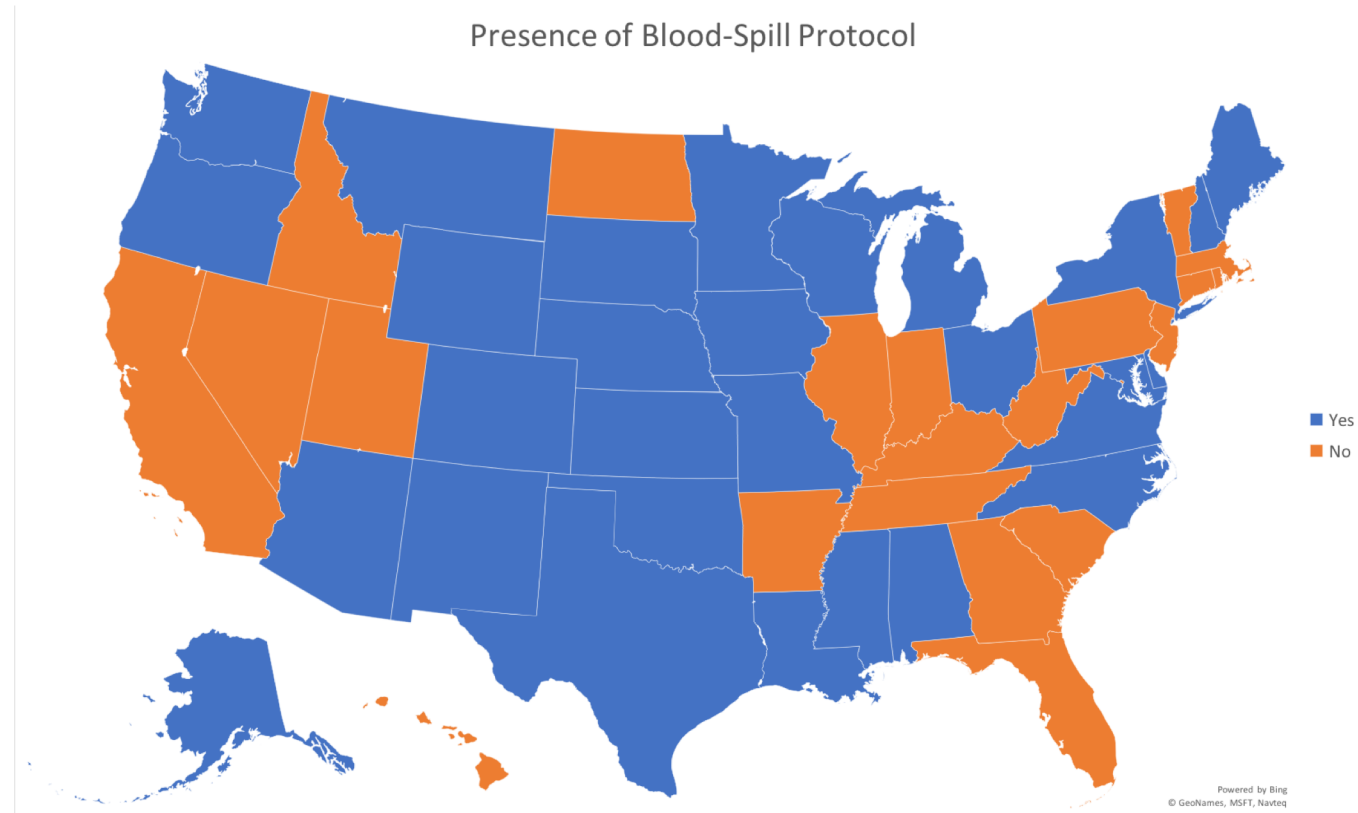 Presence of Blood-Spill Protocol
Yes
No
Powered by Bing
© GeoNames, MSFT, Navteq